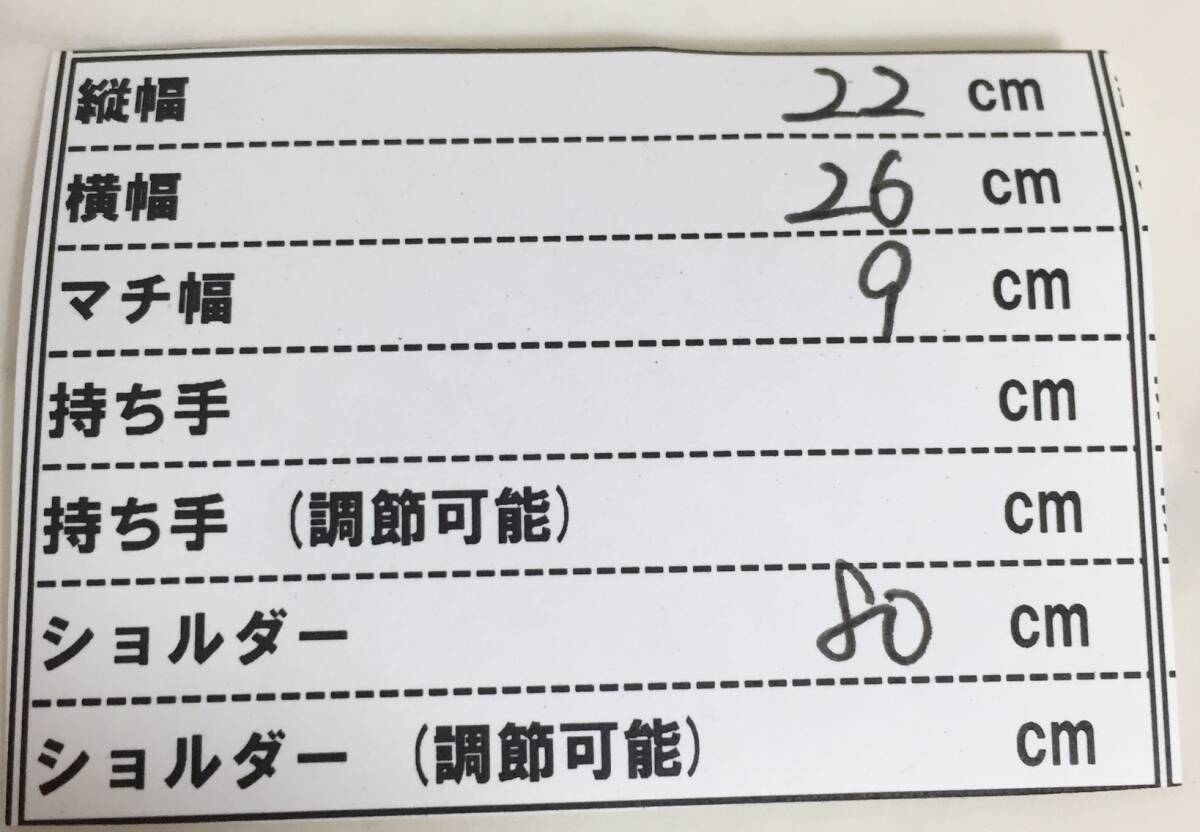 縦幅 22 cm
横幅 26 cm
マチ幅 9 cm
持ち手 cm
持ち手 (調節可能) cm
ショルダー 80 cm
ショルダー (調節可能) cm